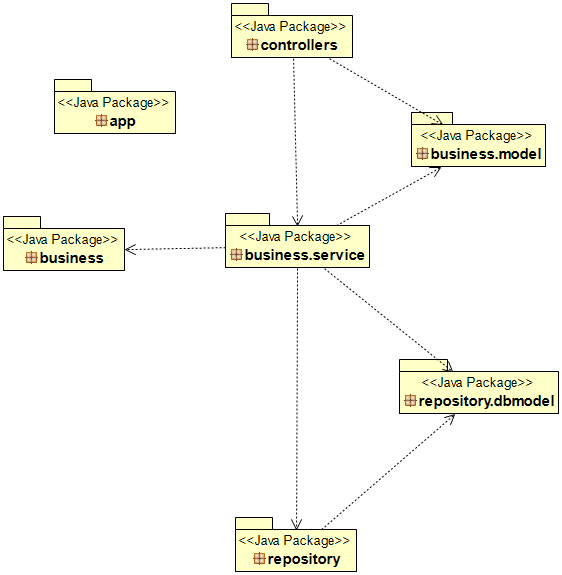 <<Java Package>>
controllers
<<Java Package>>
app
<<Java Package>>
business.model
<<Java Package>>
business
<<Java Package>>
business.service
<<Java Package>>
repository.dbmodel
<<Java Package>>
repository